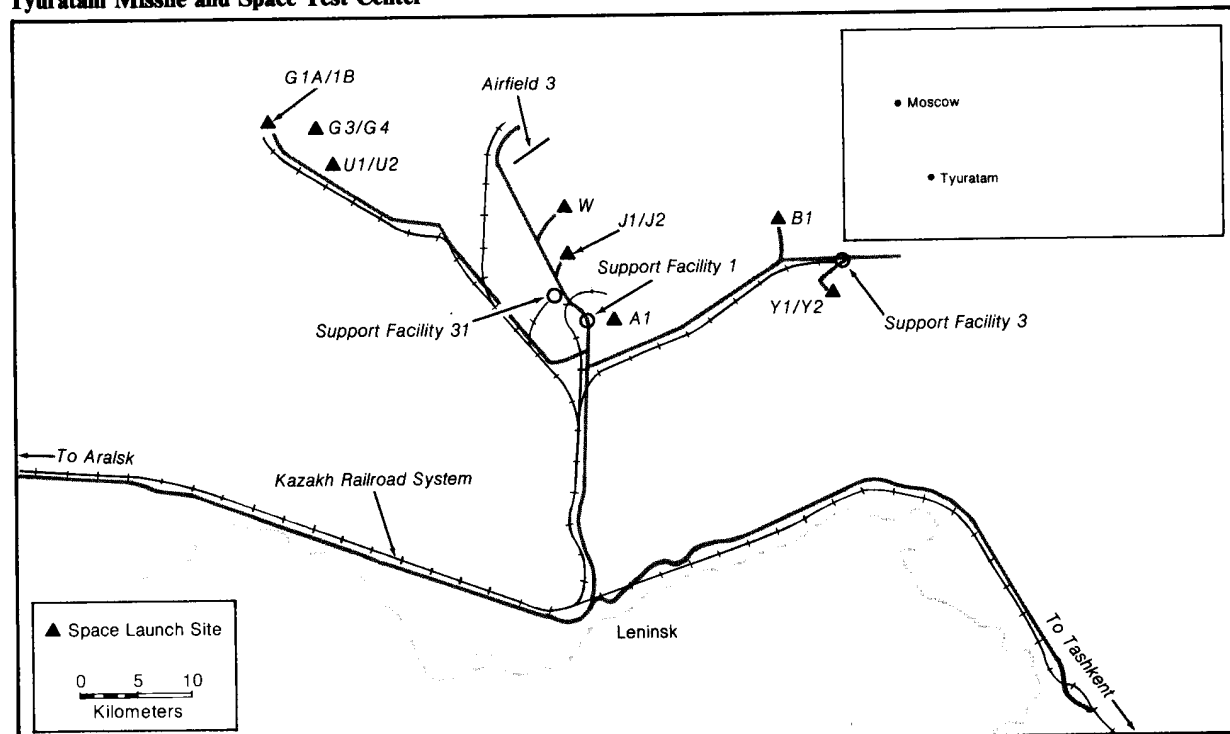 Tyuratam Missile and Space Test Center
G1A/1B
Airfield 3
Moscow
G3/G4
U1/U2
Tyuratam
W
B1
J1/J2
Support Facility 1
Y1/Y2
Support Facility 31
A1
Support Facility 3
To Aralsk
Kazakh Railroad System
Leninsk
To Tashkent
Space Launch Site
0 5 10
Kilometers